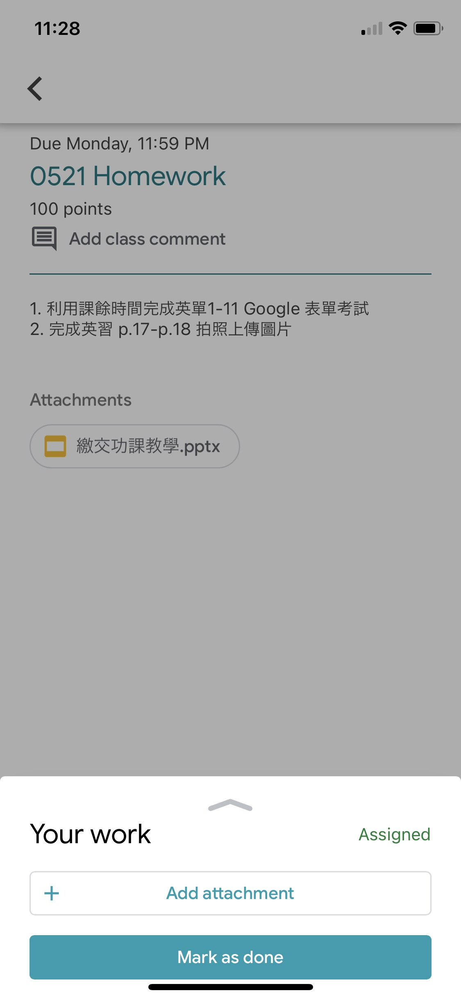 11:28
Due Monday, 11:59 PM
0521 Homework
100 points
Add class comment
1. 利用課餘時間完成英單1-11 Google 表單考試
2. 完成英習 p.17-p.18 拍照上傳圖片
Attachments
繳交功課教學.pptx
Your work
Assigned
Add attachment
Mark as done